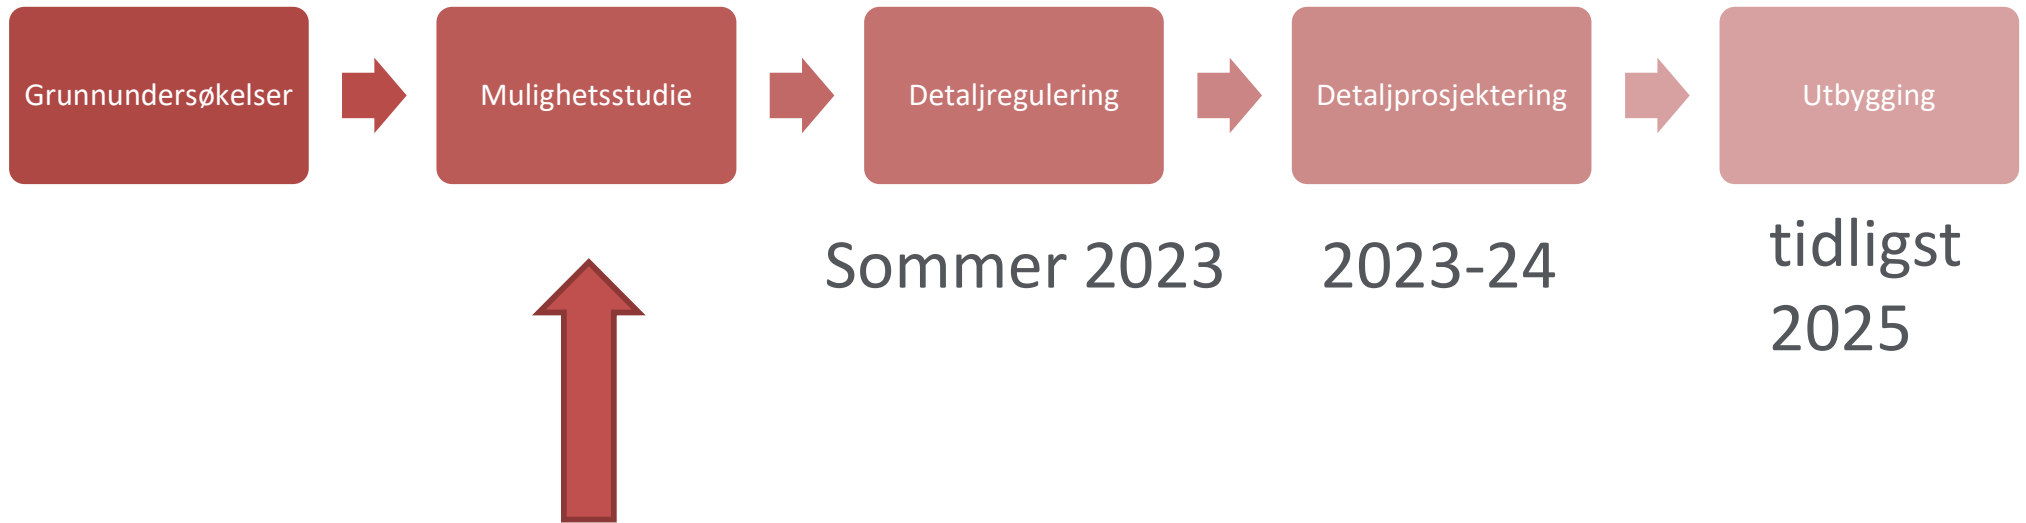 Grunnundersøkelser
Mulighetsstudie
Detaljregulering
Detaljprosjektering
Utbygging
Sommer 2023
2023-24
tidligst
2025